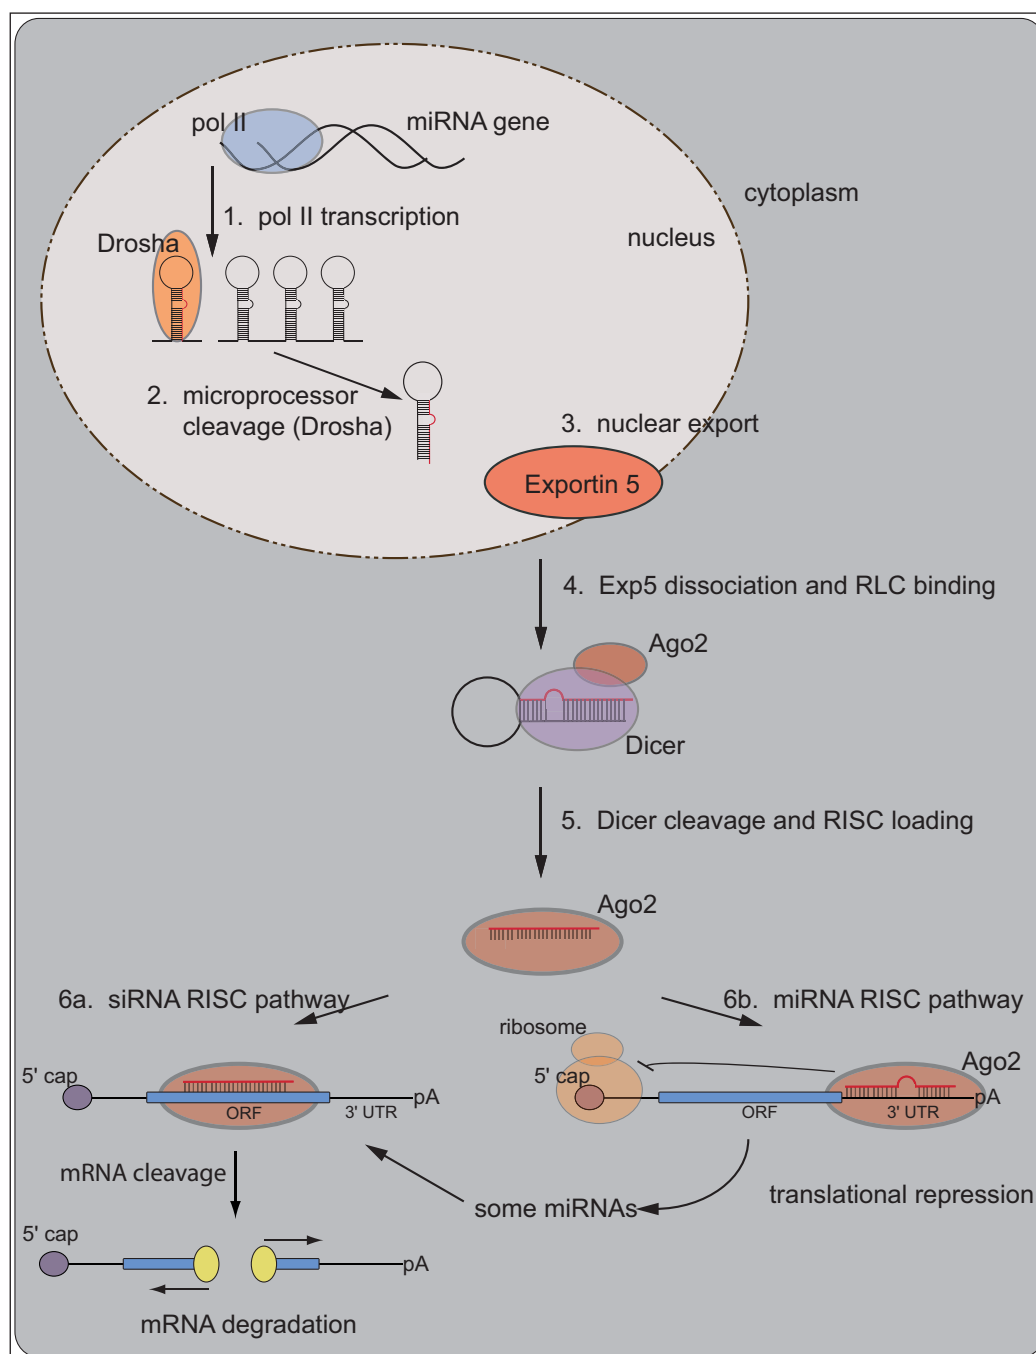 pol II
miRNA gene
cytoplasm
1. pol II transcription
nucleus
Drosha
2. microprocessor
cleavage (Drosha)
3. nuclear export
Exportin 5
4. Exp5 dissociation and RLC binding
Ago2
Dicer
5. Dicer cleavage and RISC loading
Ago2
6a. siRNA RISC pathway
6b. miRNA RISC pathway
ribosome
5' cap
ORF
3' UTR
pA
5' cap
ORF
3' UTR
Ago2
pA
mRNA cleavage
some miRNAs
translational repression
5' cap
pA
mRNA degradation